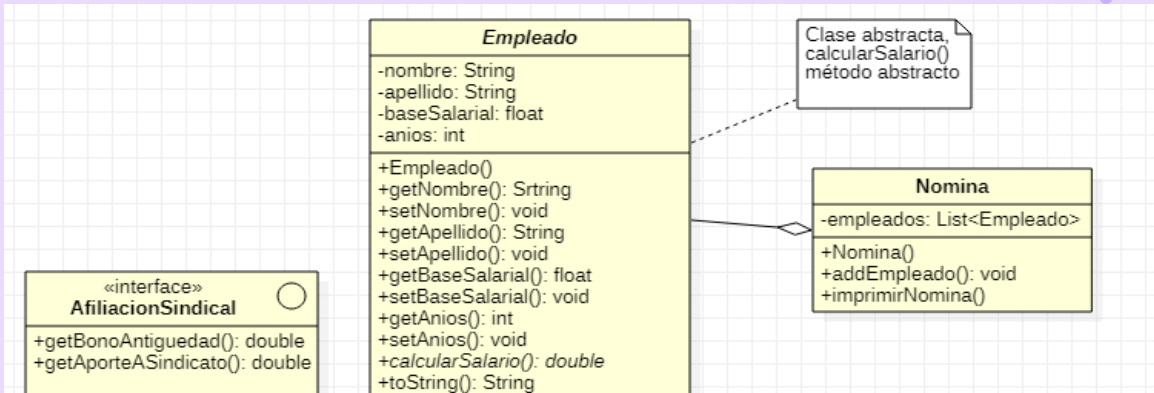 Empleado
-nombre: String
-apellido: String
-baseSalarial: float
-anios: int
+Empleado()
+getNombre(): Srtring
+setNombre(): void
+getApellido(): String
+setApellido(): void
+getBaseSalarial(): float
+setBaseSalarial(): void
+getAnios(): int
+setAnios(): void
+calcularSalario(): double
+toString(): String
Clase abstracta,
calcularSalario()
método abstracto
Nomina
-empleados: List<Empleado>
+Nomina()
+addEmpleado(): void
+imprimirNomina()
«interface»
AfiliacionSindical
+getBonoAntiguedad(): double
+getAporteASindicato(): double